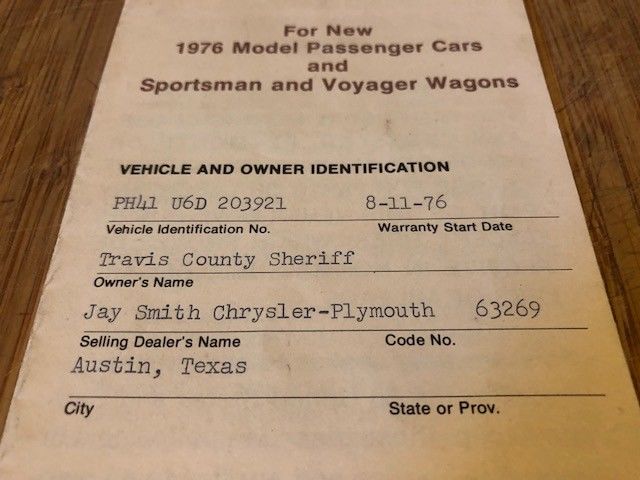 For New
1976 Model Passenger Cars
and
Sportsman and Voyager Wagons
VEHICLE AND OWNER IDENTIFICATION
PH41 U6D 203921 8-11-76
Vehicle Identification No. Warranty Start Date
Travis County Sheriff
Owner's Name
Jay Smith Chrysler-Plymouth 63269
Selling Dealer's Name Code No.
Austin, Texas
City State or Prov.